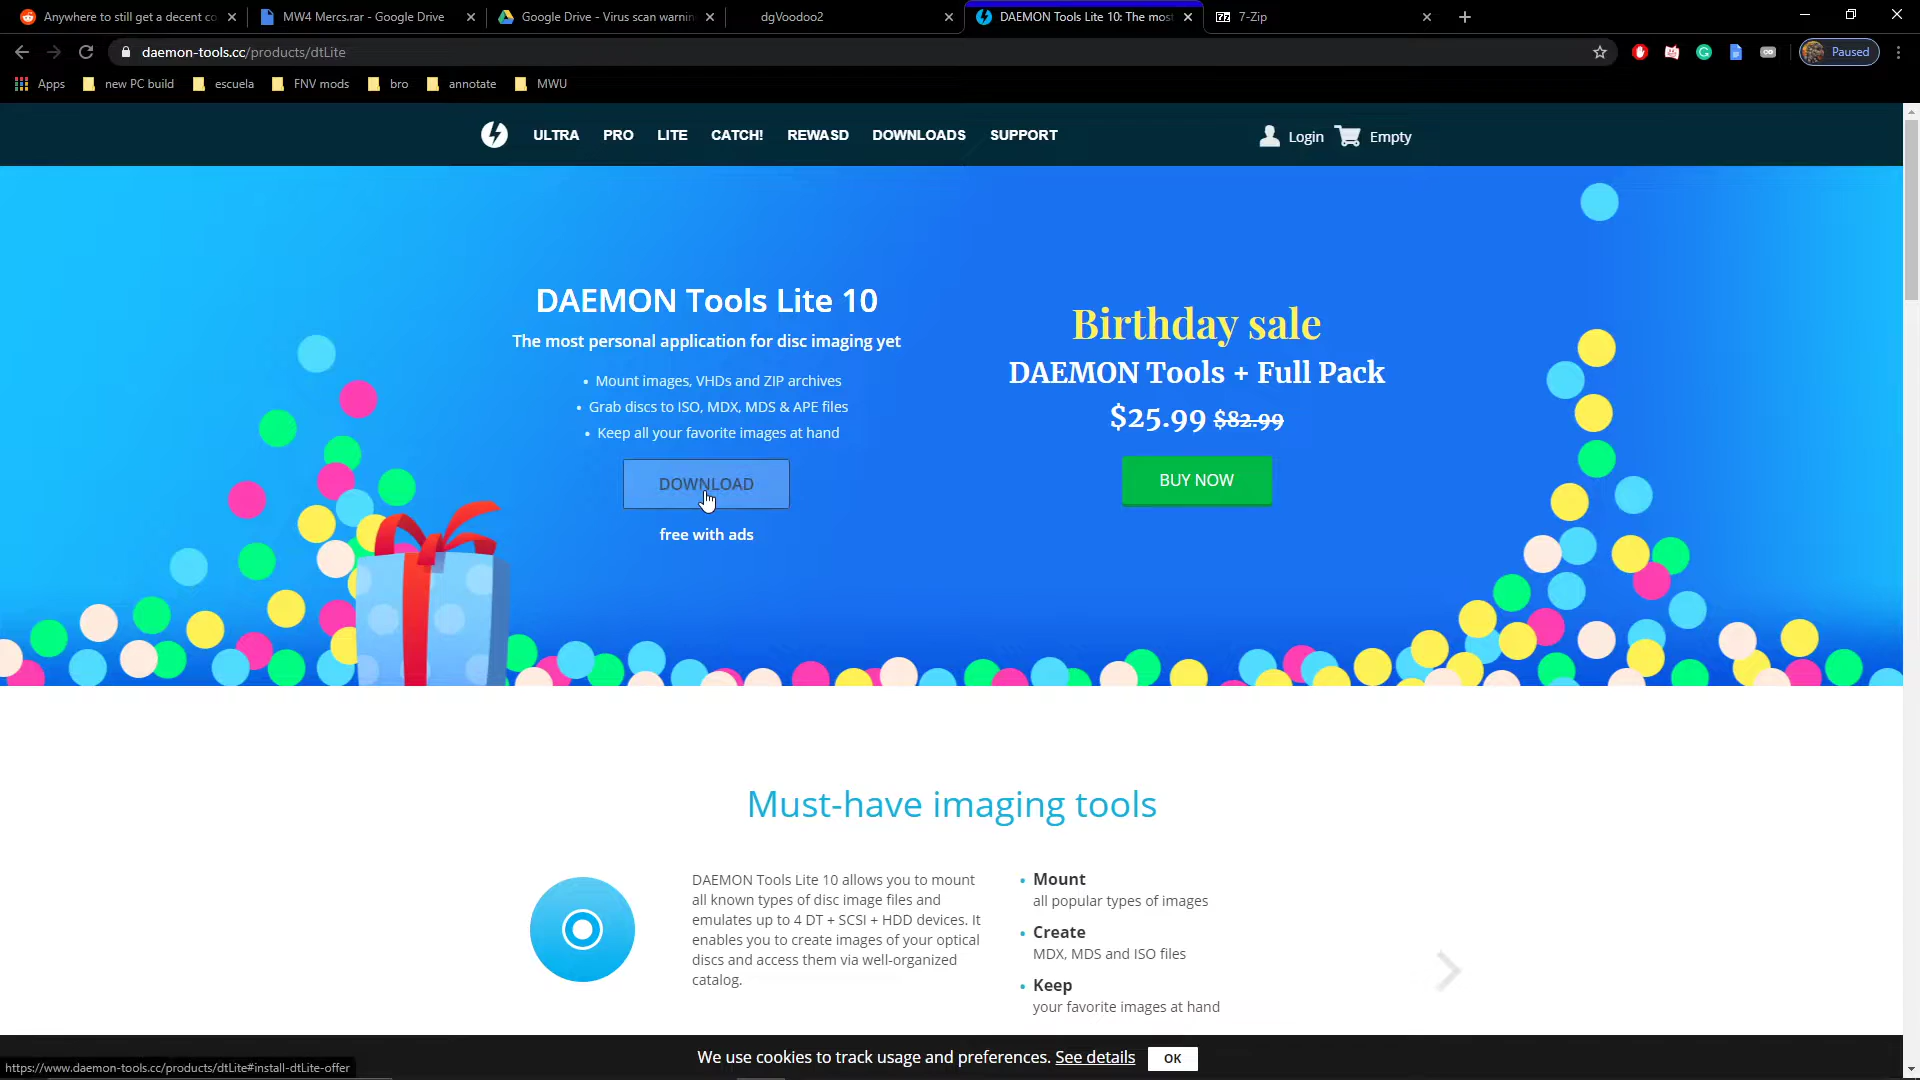 Anywhere to still get a decent co
MW4 Mercs.rar - Google Drive
Google Drive - Virus scan warnin
dgVoodoo2
DAEMON Tools Lite 10: The most
7-Zip
daemon-tools.cc/products/dtLite
Paused
Apps
new PC build
escuela
FNV mods
bro
annotate
MWU
ULTRA
PRO
LITE
CATCH!
REWASD
DOWNLOADS
SUPPORT
Login
Empty
DAEMON Tools Lite 10
The most personal application for disc imaging yet
• Mount images, VHDs and ZIP archives
• Grab discs to ISO, MDX, MDS & APE files
• Keep all your favorite images at hand
DOWNLOAD
free with ads
Birthday sale
DAEMON Tools + Full Pack
$25.99 $82.99
BUY NOW
Must-have imaging tools
DAEMON Tools Lite 10 allows you to mount
all known types of disc image files and
emulates up to 4 DT + SCSI + HDD devices. It
enables you to create images of your optical
discs and access them via well-organized
catalog.
• Mount
all popular types of images
• Create
MDX, MDS and ISO files
• Keep
your favorite images at hand
We use cookies to track usage and preferences. See details
OK
https://www.daemon-tools.cc/products/dtLite#install-dtLite-offer